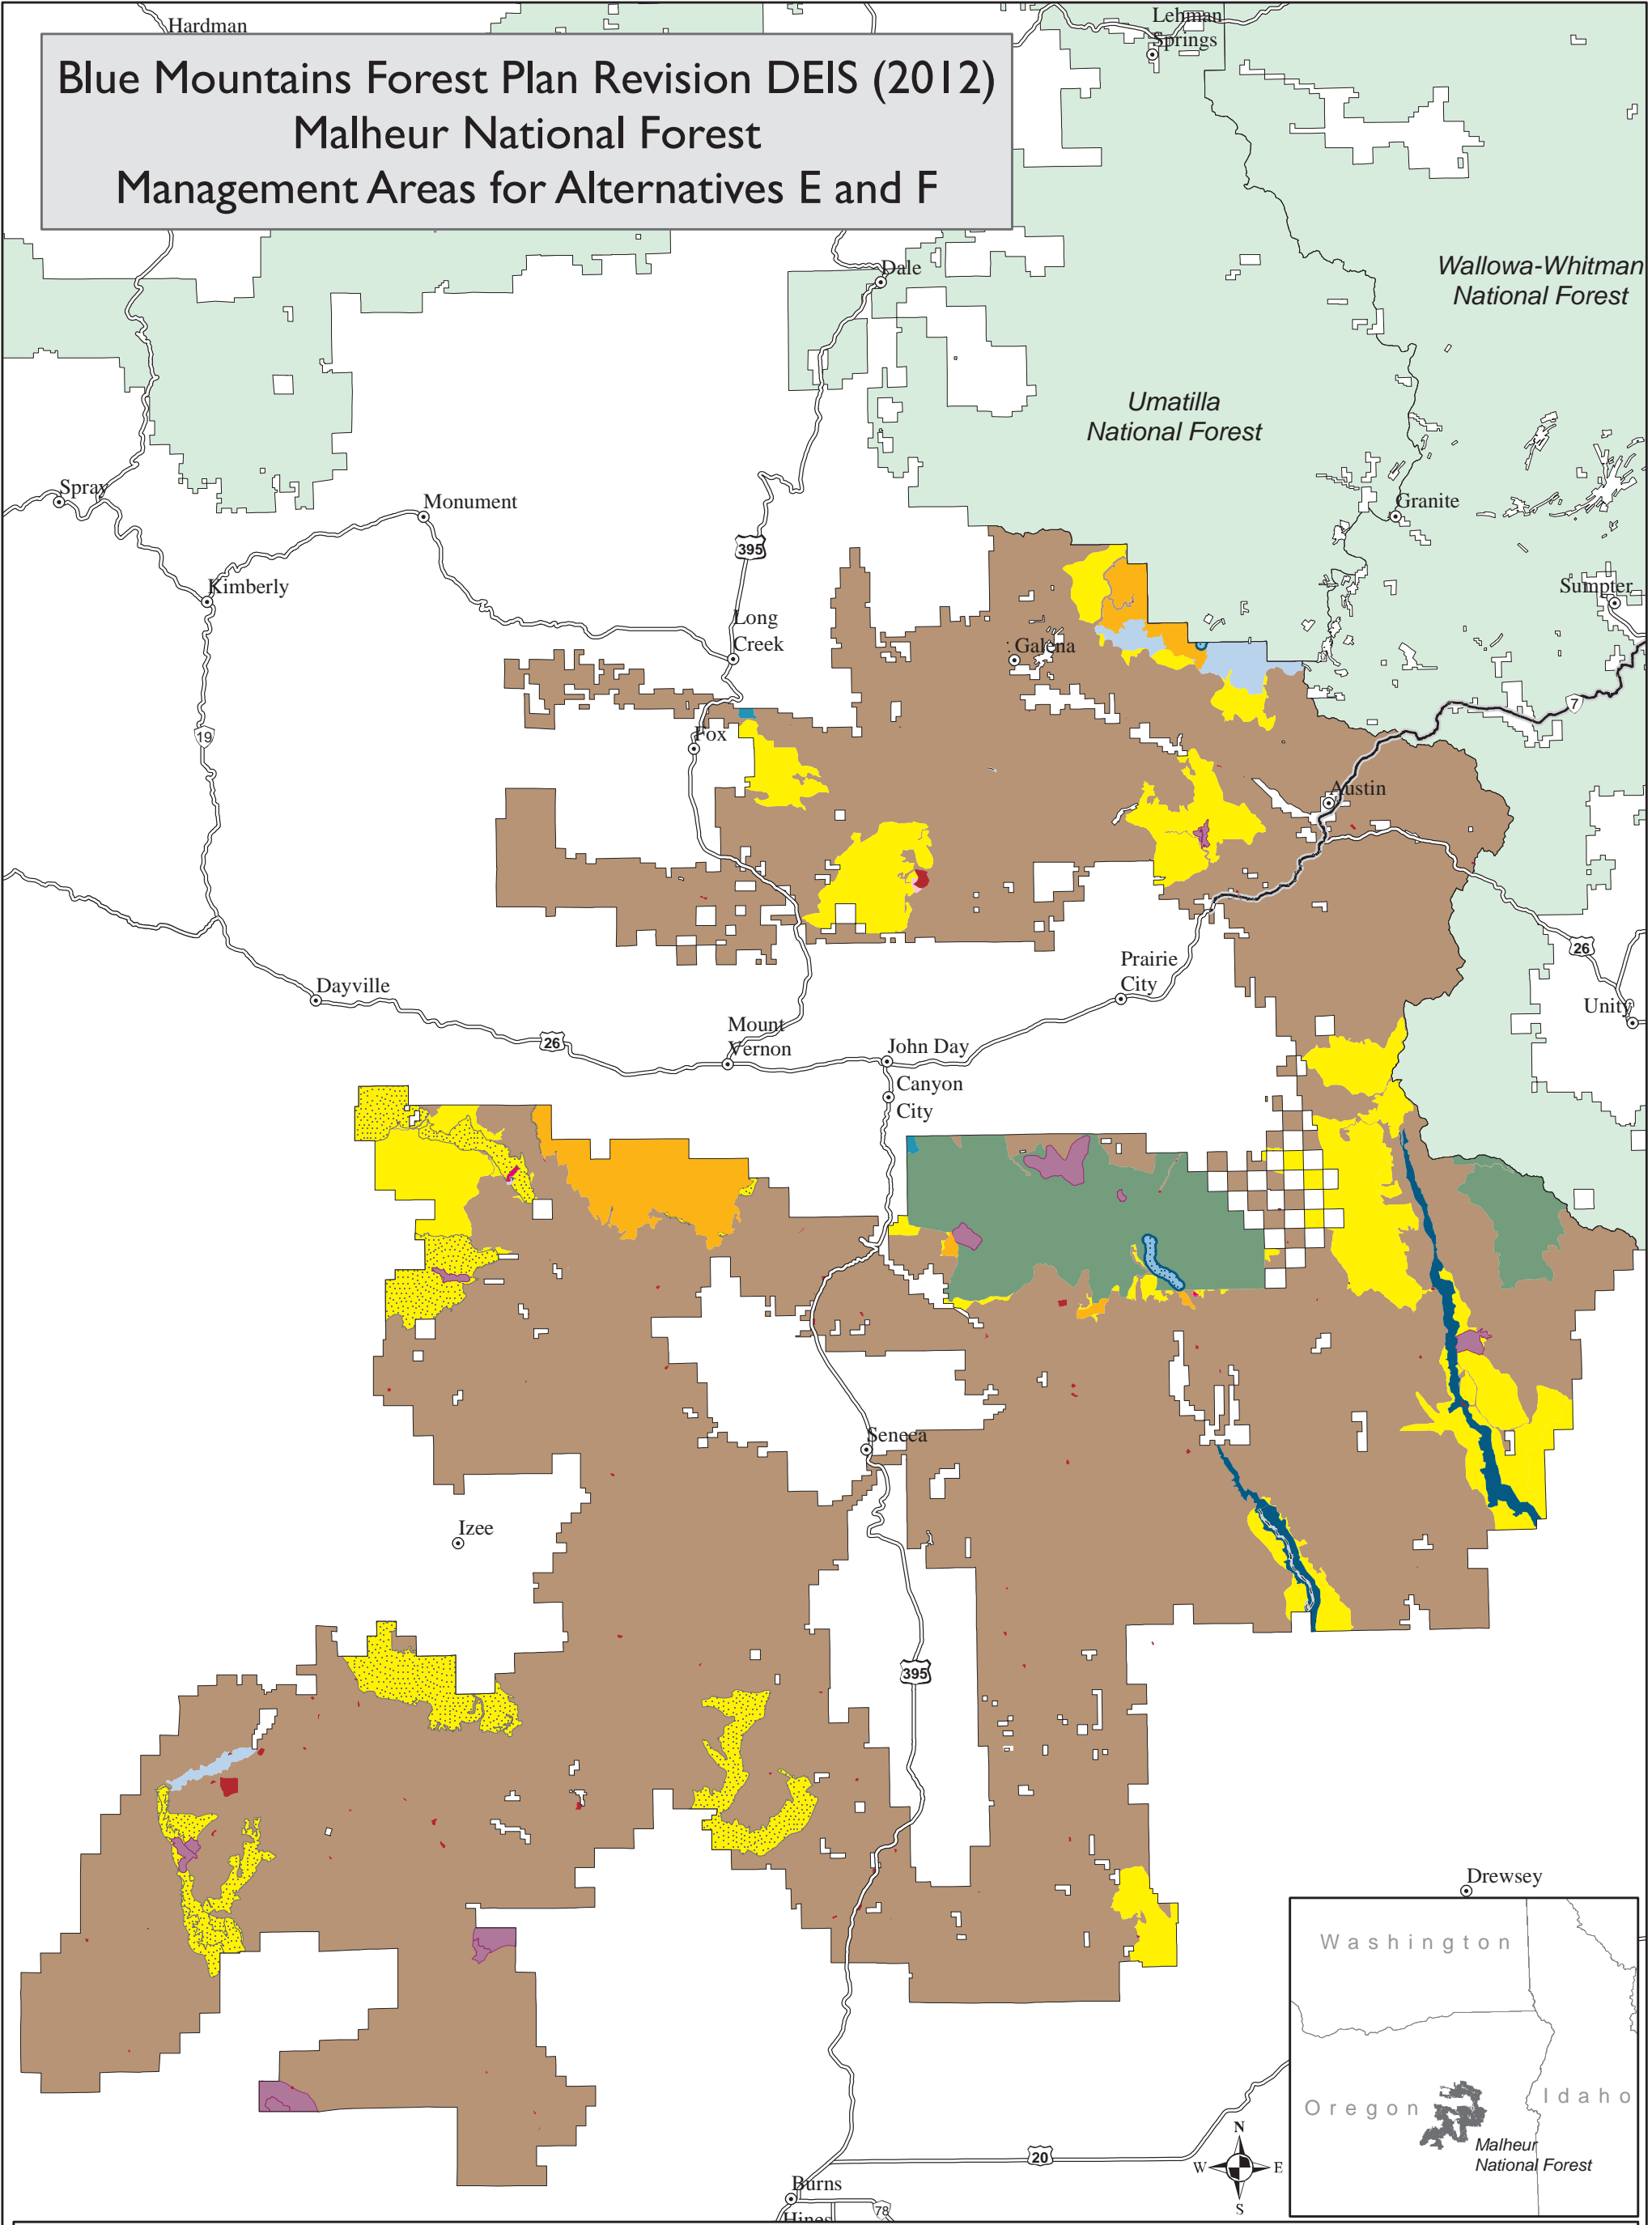 Hardman
Lehman
Springs
Blue Mountains Forest Plan Revision DEIS (2012)
Malheur National Forest
Management Areas for Alternatives E and F
Dale
Wallowa-Whitman
National Forest
Umatilla
National Forest
Spray
Monument
Granite
395
Kimberly
Sumpter
Long
Creek
Galena
7
19
Fox
Austin
26
Prairie
City
Dayville
Unity
Mount
Vernon
26
John Day
Canyon
City
Seneca
Izee
395
Drewsey
Washington
Oregon
Idaho
Malheur
National Forest
N
W
E
S
20
Burns
78
Hines